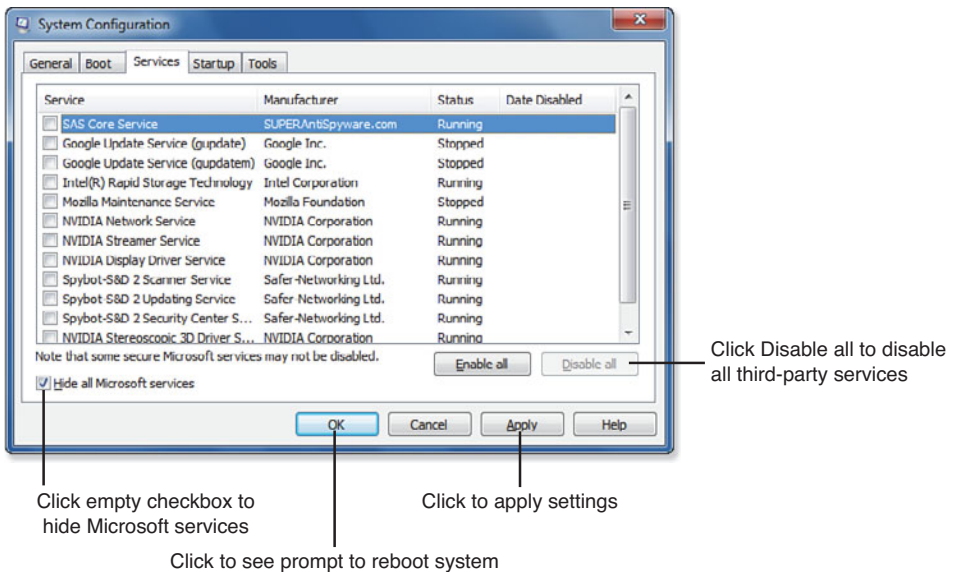 System Configuration
General Boot Services Startup Tools
Service Manufacturer Status Date Disabled
SAS Core Service SUPERAntiSpyware.com Running
Google Update Service (gupdate) Google Inc. Stopped
Google Update Service (gupdatem) Google Inc. Stopped
Intel(R) Rapid Storage Technology Intel Corporation Running
Mozilla Maintenance Service Mozilla Foundation Stopped
NVIDIA Network Service NVIDIA Corporation Running
NVIDIA Streamer Service NVIDIA Corporation Running
NVIDIA Display Driver Service NVIDIA Corporation Running
Spybot-S&D 2 Scanner Service Safer-Networking Ltd. Running
Spybot-S&D 2 Updating Service Safer-Networking Ltd. Running
Spybot-S&D 2 Security Center S... Safer-Networking Ltd. Running
NVIDIA Stereoscopic 3D Driver S... NVIDIA Corporation Running
Note that some secure Microsoft services may not be disabled.
Enable all Disable all
Hide all Microsoft services
OK Cancel Apply Help
Click Disable all to disable
all third-party services
Click empty checkbox to
hide Microsoft services
Click to apply settings
Click to see prompt to reboot system